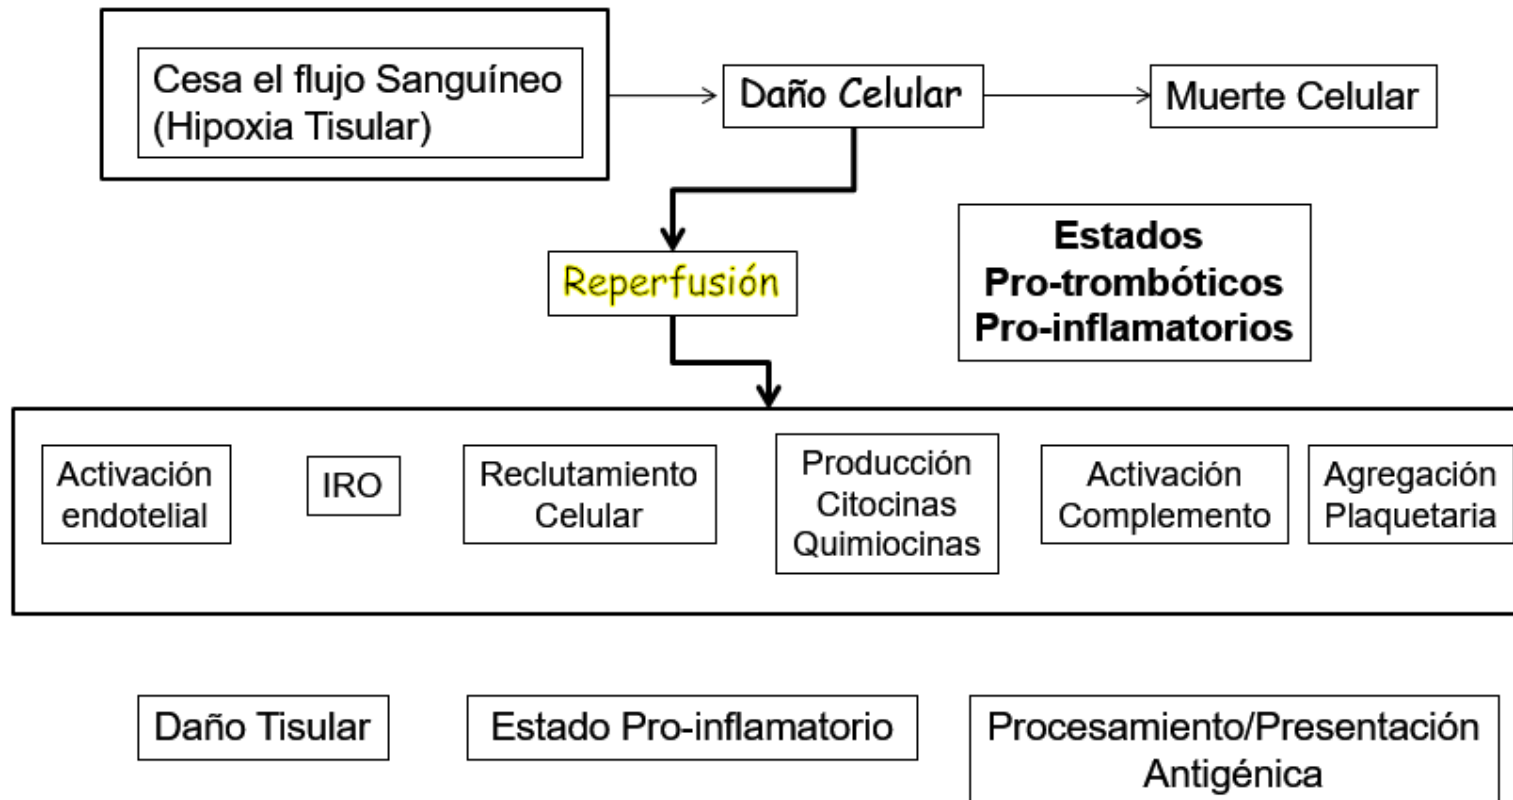 Cesa el flujo Sanguíneo
(Hipoxia Tisular)
Daño Celular
Muerte Celular
Reperfusión
Estados
Pro-trombóticos
Pro-inflamatorios
Activación
endotelial
IRO
Reclutamiento
Celular
Producción
Citocinas
Quimiocinas
Activación
Complemento
Agregación
Plaquetaria
Daño Tisular
Estado Pro-inflamatorio
Procesamiento/Presentación
Antigénica